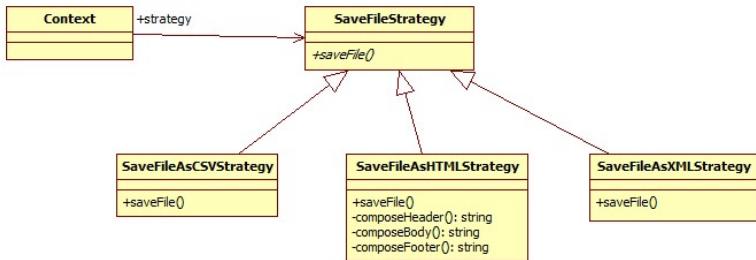 Context
+strategy
SaveFileStrategy
+saveFile()
SaveFileAsCSVStrategy
+saveFile()
SaveFileAsHTMLStrategy
+saveFile()
-composeHeader(): string
-composeBody(): string
-composeFooter(): string
SaveFileAsXMLStrategy
+saveFile()